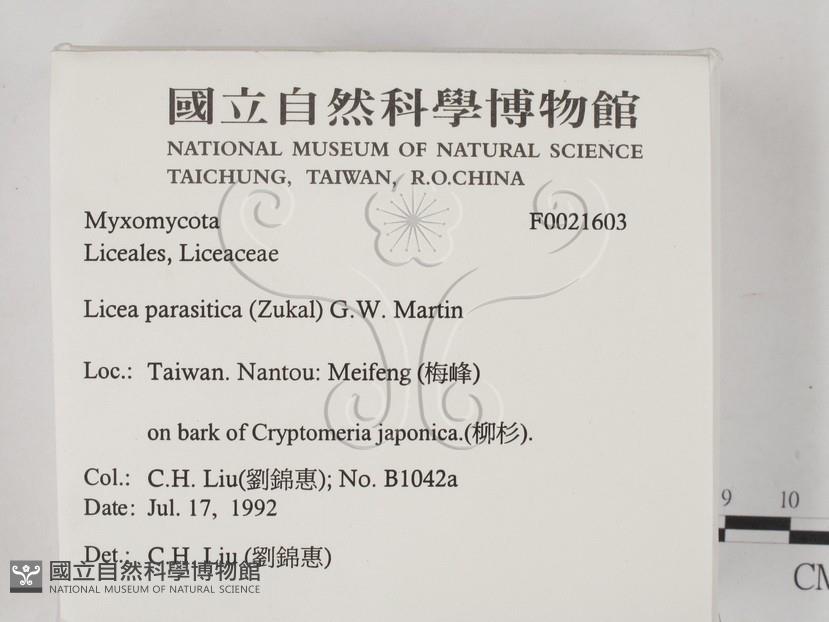 國立自然科學博物館
NATIONAL MUSEUM OF NATURAL SCIENCE
TAICHUNG, TAIWAN, R.O.CHINA
Myxomycota F0021603
Liceales, Liceaceae
Licea parasitica (Zukal) G.W. Martin
Loc.: Taiwan. Nantou: Meifeng (梅峰)
on bark of Cryptomeria japonica.(柳杉).
Col.: C.H. Liu(劉錦惠); No. B1042a
Date: Jul. 17, 1992
Det.: C.H. Liu (劉錦惠)
國立自然科學博物館
NATIONAL MUSEUM OF NATURAL SCIENCE
9 10
CM